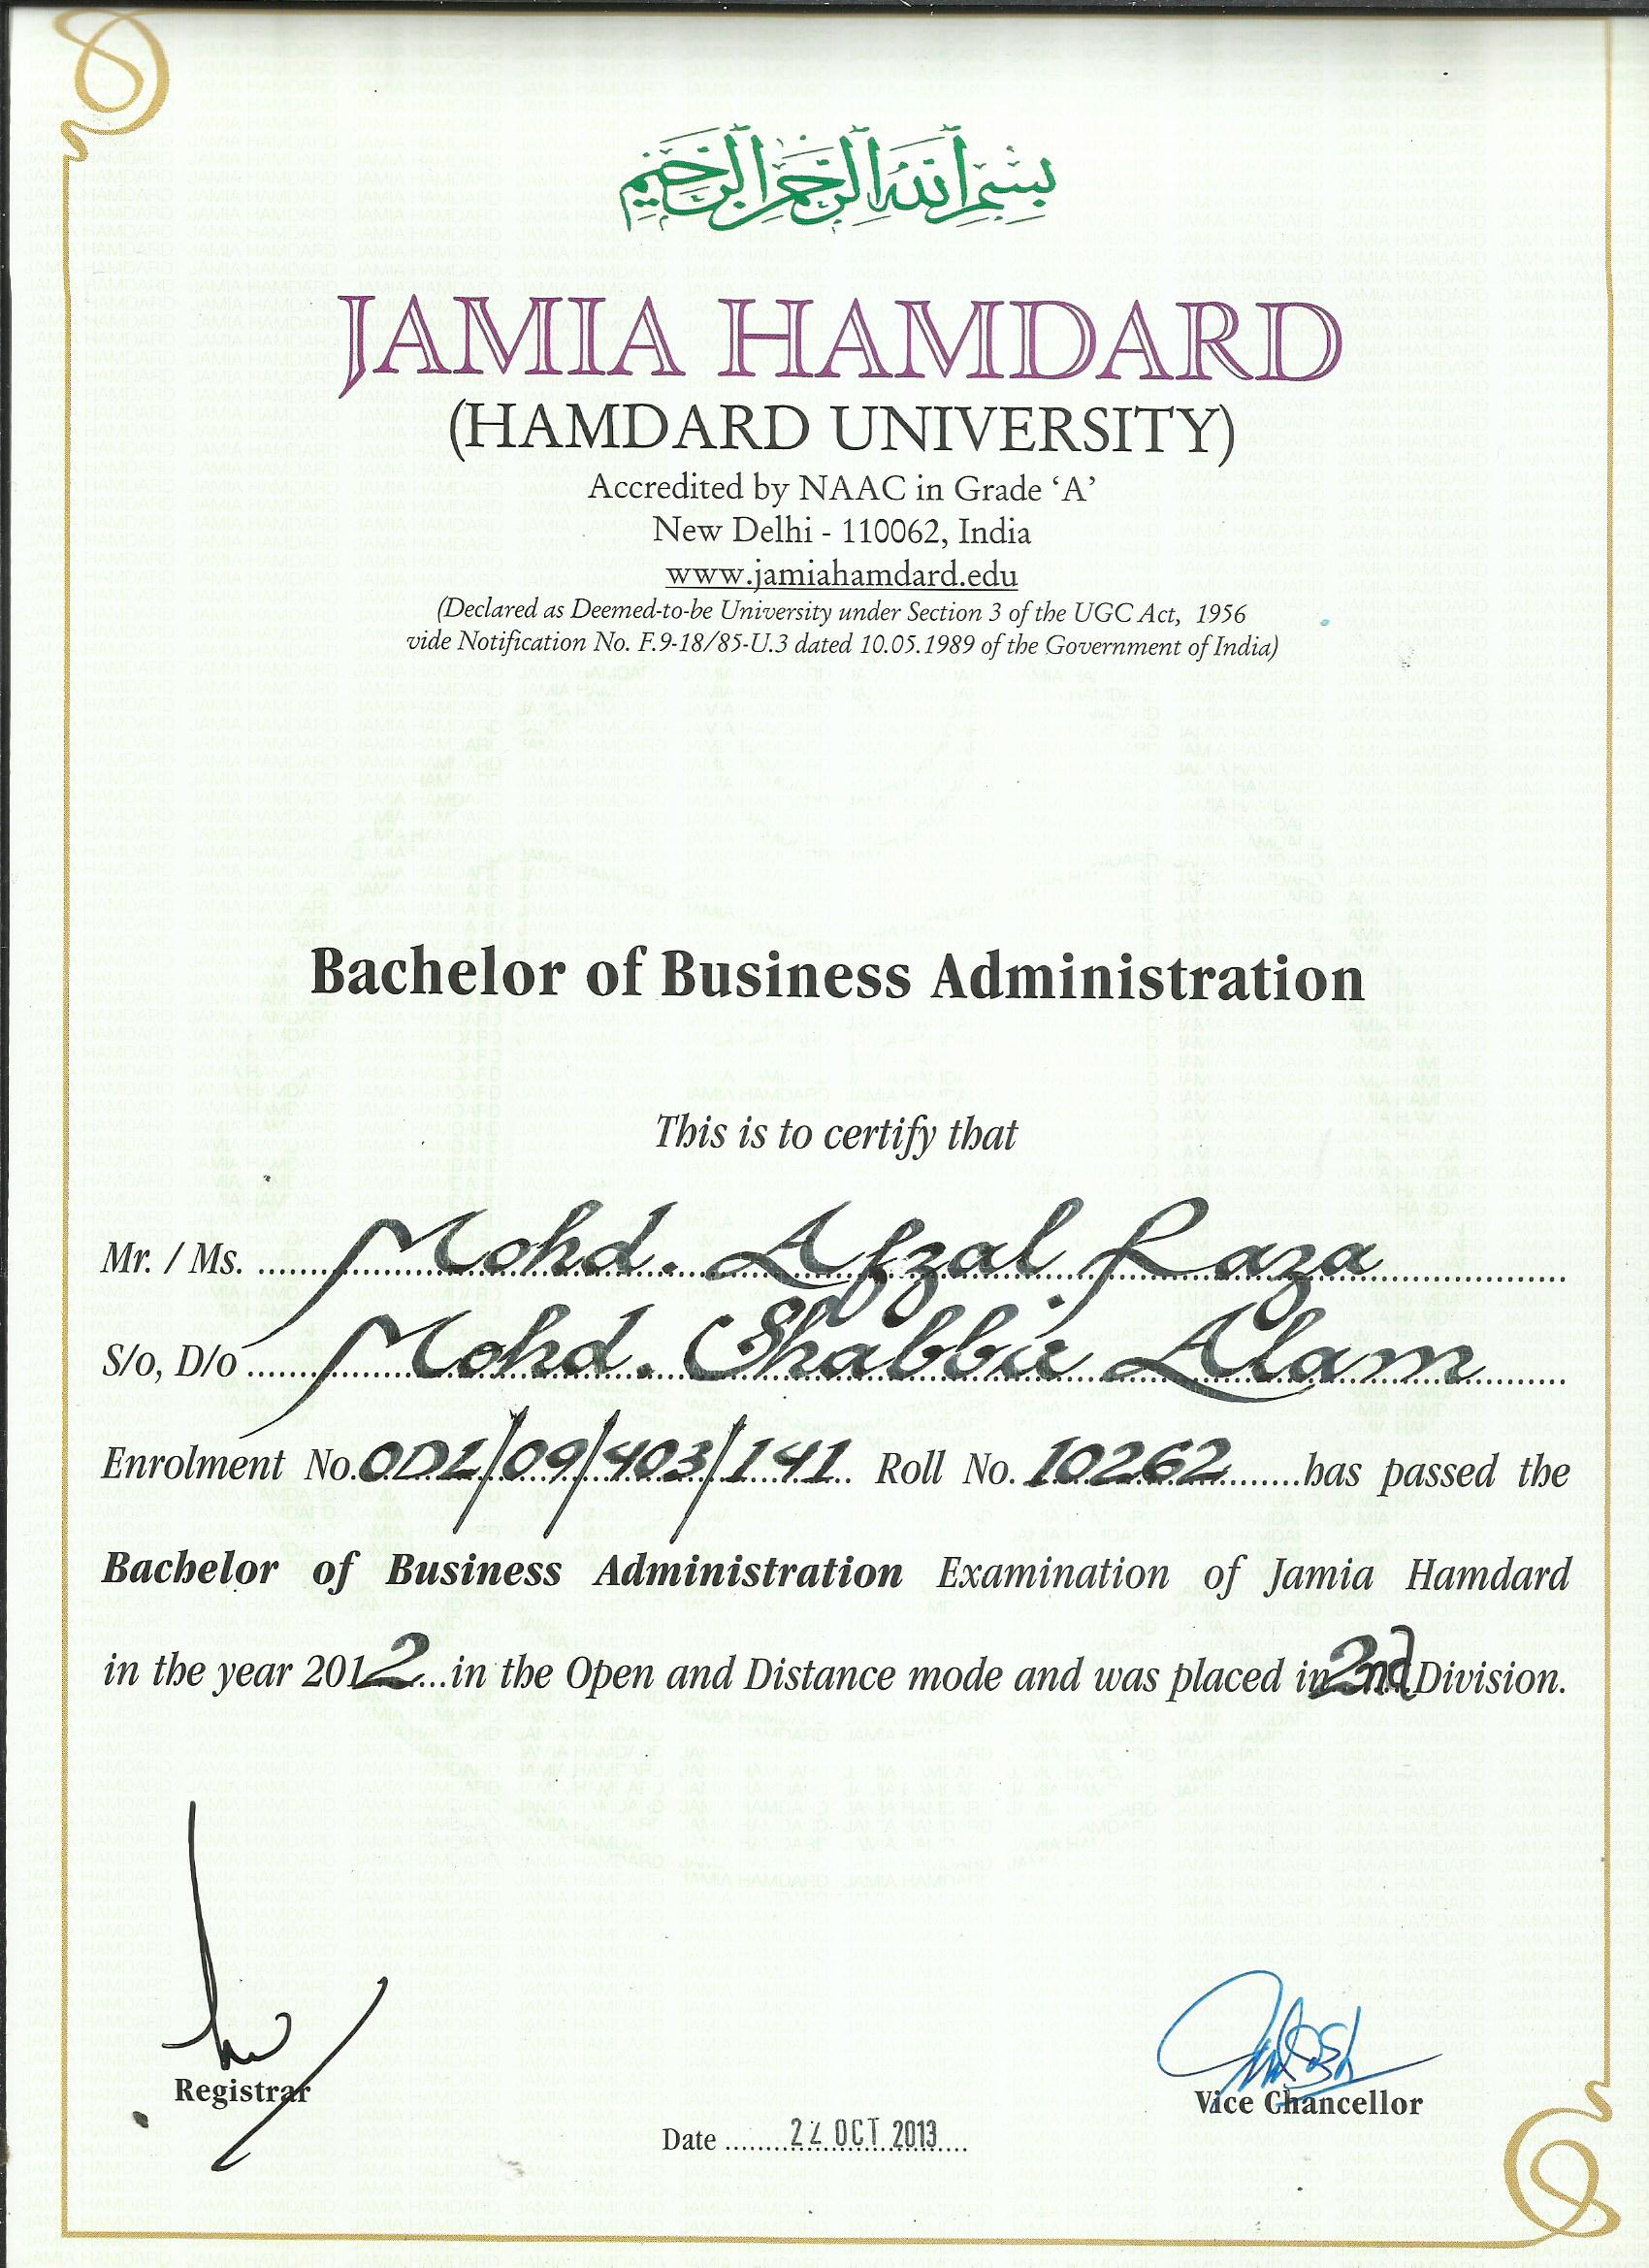 بسم الله الرحمن الرحيم
JAMIA HAMDARD
(HAMDARD UNIVERSITY)
Accredited by NAAC in Grade ‘A’
New Delhi - 110062, India
www.jamiahamdard.edu
(Declared as Deemed-to-be University under Section 3 of the UGC Act, 1956
vide Notification No. F.9-18/85-U.3 dated 10.05.1989 of the Government of India)
Bachelor of Business Administration
This is to certify that
Mr. / Ms. Mohd. Afzal Raza
S/o, D/o Mohd. Shabbir Alam
Enrolment No. ODL/09/403/141 Roll No. 10262 has passed the
Bachelor of Business Administration Examination of Jamia Hamdard
in the year 2012 in the Open and Distance mode and was placed in 2nd Division.
Registrar
Vice Chancellor
Date 22 OCT 2013